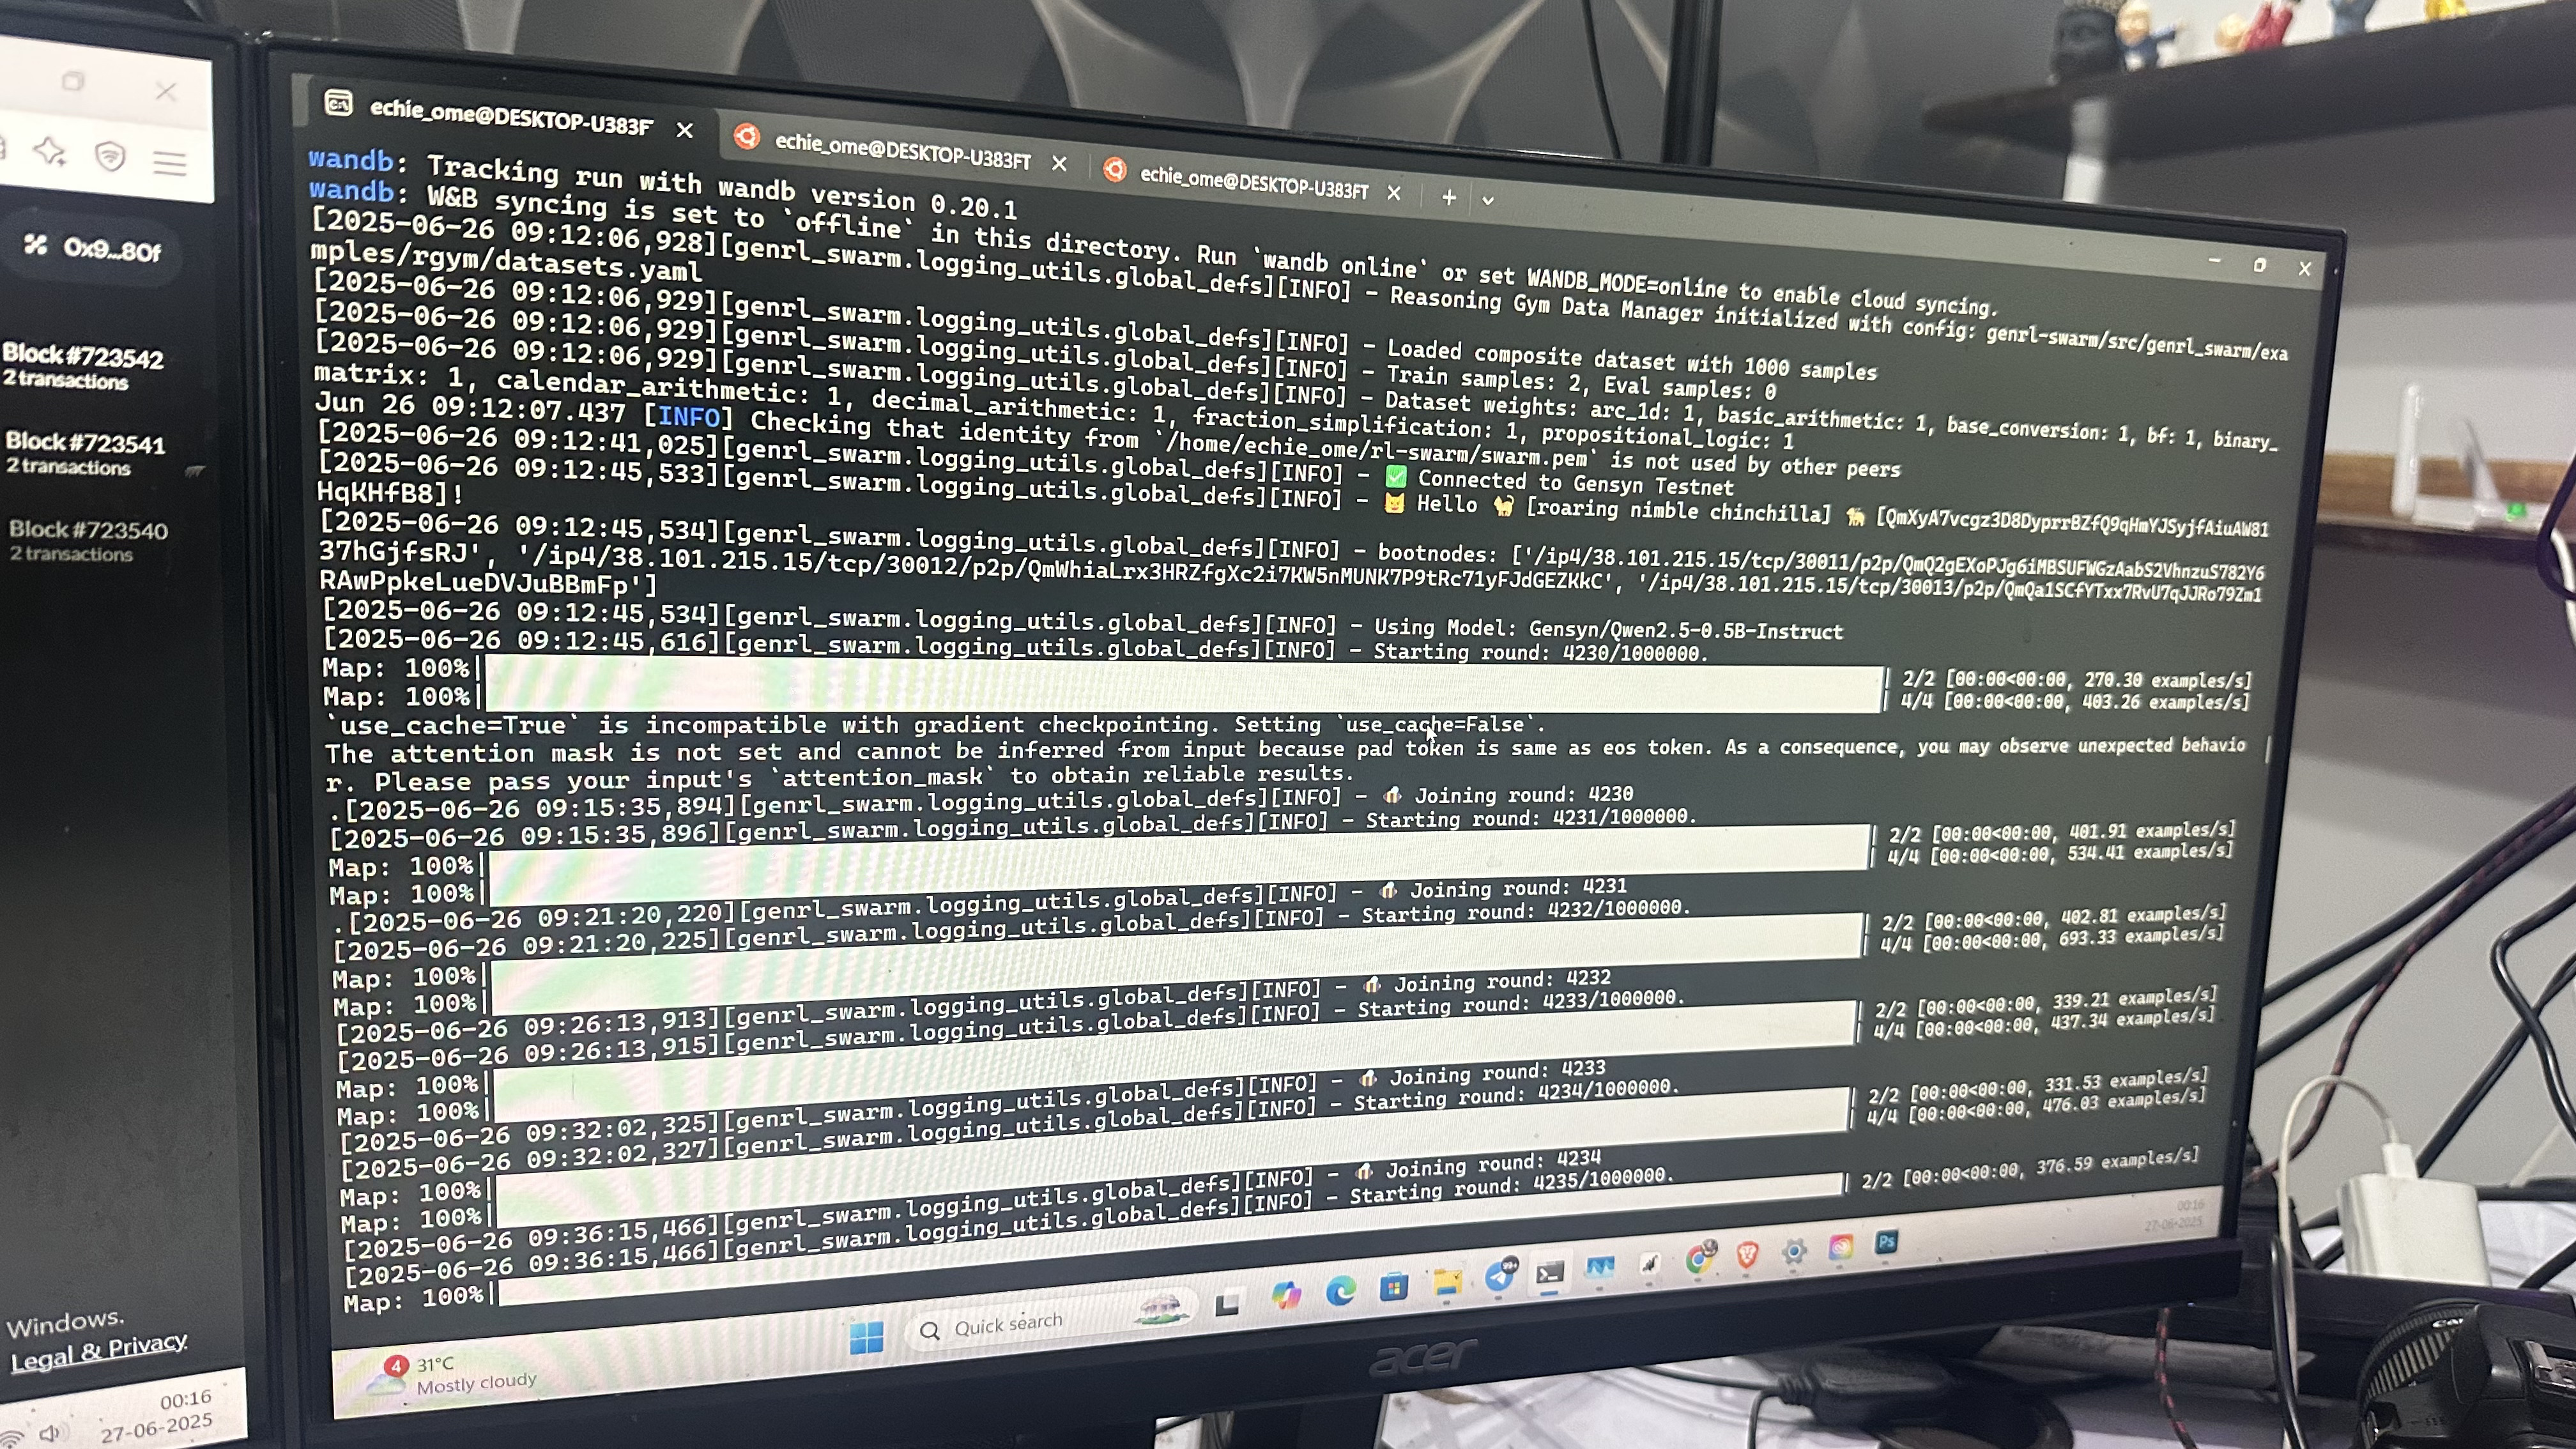 echie_ome@DESKTOP-U383F
echie_ome@DESKTOP-U383FT
echie_ome@DESKTOP-U383FT
wandb: Tracking run with wandb version 0.20.1
wandb: W&B syncing is set to `offline` in this directory. Run `wandb online` or set WANDB_MODE=online to enable cloud syncing.
[2025-06-26 09:12:06,928][genrl_swarm.logging_utils.global_defs][INFO] - Reasoning Gym Data Manager initialized with config: genrl-swarm/src/genrl_swarm/exa
mples/rgym/datasets.yaml
[2025-06-26 09:12:06,929][genrl_swarm.logging_utils.global_defs][INFO] - Loaded composite dataset with 1000 samples
[2025-06-26 09:12:06,929][genrl_swarm.logging_utils.global_defs][INFO] - Train samples: 2, Eval samples: 0
[2025-06-26 09:12:06,929][genrl_swarm.logging_utils.global_defs][INFO] - Dataset weights: arc_1d: 1, basic_arithmetic: 1, base_conversion: 1, bf: 1, binary_
matrix: 1, calendar_arithmetic: 1, decimal_arithmetic: 1, fraction_simplification: 1, propositional_logic: 1
Jun 26 09:12:07.437 [INFO] Checking that identity from `/home/echie_ome/rl-swarm/swarm.pem` is not used by other peers
[2025-06-26 09:12:41,025][genrl_swarm.logging_utils.global_defs][INFO] - ✅ Connected to Gensyn Testnet
[2025-06-26 09:12:45,533][genrl_swarm.logging_utils.global_defs][INFO] - 🐱 Hello 🐈 [roaring nimble chinchilla] 🐕 [QmXyA7vcgz3D8DyprrBZfQ9qHmYJSyjfAiuAW81
HqKHfB8]!
[2025-06-26 09:12:45,534][genrl_swarm.logging_utils.global_defs][INFO] - bootnodes: ['/ip4/38.101.215.15/tcp/30011/p2p/QmQ2gEXoPJg6iMBSUFWGzAabS2VhnzuS782Y6
37hGjfsRJ', '/ip4/38.101.215.15/tcp/30012/p2p/QmWhiaLrx3HRZfgXc2i7KW5nMUNK7P9tRc71yFJdGEZKkC', '/ip4/38.101.215.15/tcp/30013/p2p/QmQa1SCfYTxx7RvU7qJJRo79Zm1
RAwPpkeLueDVJuBBmFp']
[2025-06-26 09:12:45,534][genrl_swarm.logging_utils.global_defs][INFO] - Using Model: Gensyn/Qwen2.5-0.5B-Instruct
[2025-06-26 09:12:45,616][genrl_swarm.logging_utils.global_defs][INFO] - Starting round: 4230/1000000.
Map: 100%| | 2/2 [00:00<00:00, 270.30 examples/s]
Map: 100%| | 4/4 [00:00<00:00, 403.26 examples/s]
`use_cache=True` is incompatible with gradient checkpointing. Setting `use_cache=False`.
The attention mask is not set and cannot be inferred from input because pad token is same as eos token. As a consequence, you may observe unexpected behavio
r. Please pass your input's `attention_mask` to obtain reliable results.
.[2025-06-26 09:15:35,894][genrl_swarm.logging_utils.global_defs][INFO] - 🐝 Joining round: 4230
[2025-06-26 09:15:35,896][genrl_swarm.logging_utils.global_defs][INFO] - Starting round: 4231/1000000.
Map: 100%| | 2/2 [00:00<00:00, 401.91 examples/s]
Map: 100%| | 4/4 [00:00<00:00, 534.41 examples/s]
.[2025-06-26 09:21:20,220][genrl_swarm.logging_utils.global_defs][INFO] - 🐝 Joining round: 4231
[2025-06-26 09:21:20,225][genrl_swarm.logging_utils.global_defs][INFO] - Starting round: 4232/1000000.
Map: 100%| | 2/2 [00:00<00:00, 402.81 examples/s]
Map: 100%| | 4/4 [00:00<00:00, 693.33 examples/s]
[2025-06-26 09:26:13,913][genrl_swarm.logging_utils.global_defs][INFO] - 🐝 Joining round: 4232
[2025-06-26 09:26:13,915][genrl_swarm.logging_utils.global_defs][INFO] - Starting round: 4233/1000000.
Map: 100%| | 2/2 [00:00<00:00, 339.21 examples/s]
Map: 100%| | 4/4 [00:00<00:00, 437.34 examples/s]
[2025-06-26 09:32:02,325][genrl_swarm.logging_utils.global_defs][INFO] - 🐝 Joining round: 4233
[2025-06-26 09:32:02,327][genrl_swarm.logging_utils.global_defs][INFO] - Starting round: 4234/1000000.
Map: 100%| | 2/2 [00:00<00:00, 331.53 examples/s]
Map: 100%| | 4/4 [00:00<00:00, 476.03 examples/s]
[2025-06-26 09:36:15,466][genrl_swarm.logging_utils.global_defs][INFO] - 🐝 Joining round: 4234
[2025-06-26 09:36:15,466][genrl_swarm.logging_utils.global_defs][INFO] - Starting round: 4235/1000000.
Map: 100%| | 2/2 [00:00<00:00, 376.59 examples/s]
4
31°C
Mostly cloudy
Quick search
99+
Ps
00:16
27-06-2025
acer
0x9...80f
Block #723542
2 transactions
Block #723541
2 transactions
Block #723540
2 transactions
Windows.
Legal & Privacy
00:16
27-06-2025